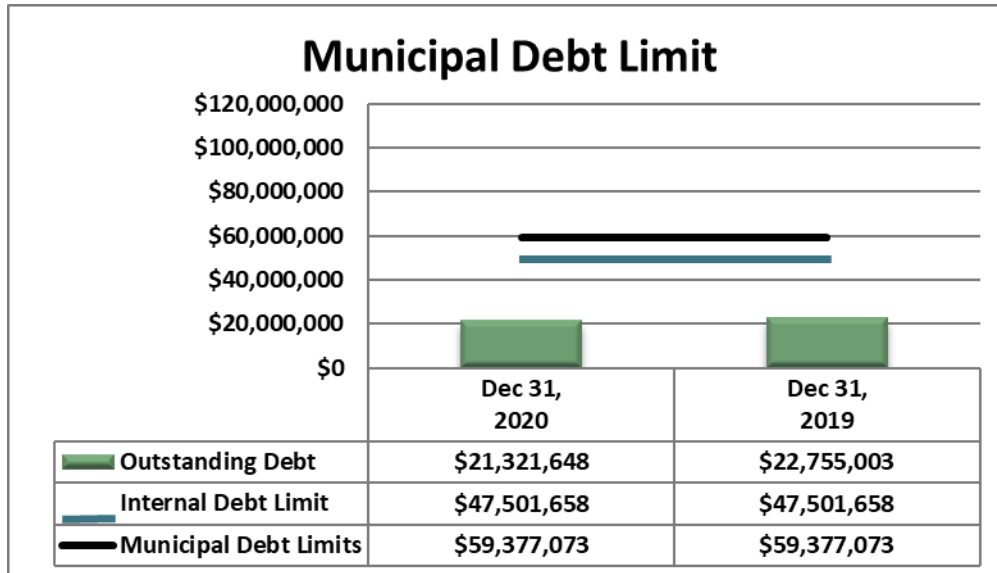 Municipal Debt Limit
$120,000,000
$100,000,000
$80,000,000
$60,000,000
$40,000,000
$20,000,000
$0
Dec 31, Dec 31,
2020 2019
Outstanding Debt $21,321,648 $22,755,003
Internal Debt Limit $47,501,658 $47,501,658
Municipal Debt Limits $59,377,073 $59,377,073